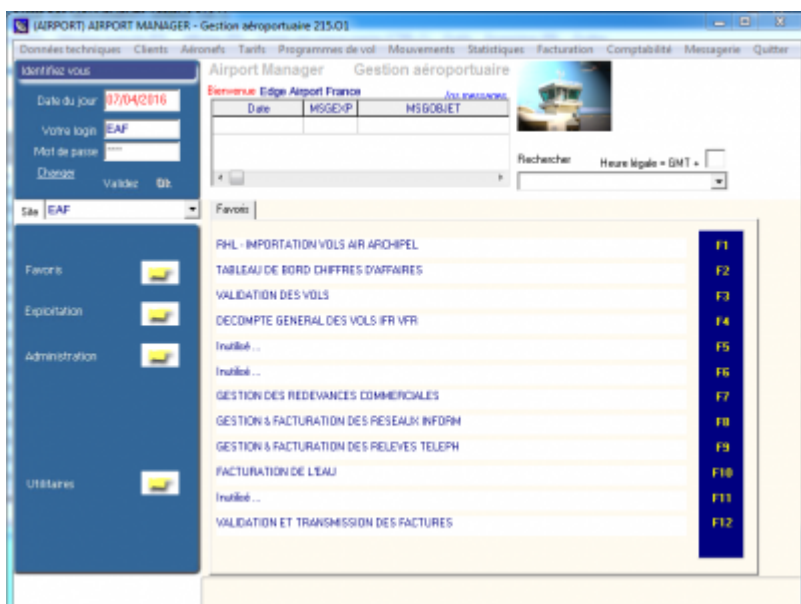 (AIRPORT) AIRPORT MANAGER - Gestion aéroportuaire 215.01
Données techniques Clients Aéronefs Tarifs Programmes de vol Mouvements Statistiques Facturation Comptabilité Messagerie Quitter
Identifiez vous
Airport Manager Gestion aéroportuaire
Bienvenue Edge Airport France
Date du jour 07/04/2016
Date MSGEXP MSGOBJET
Votre login EAF
Mot de passe ****
Changer
Validez Ok
Rechercher Heure légale = GMT +
Site EAF
Favoris
RHL - IMPORTATION VOLS AIR ARCHIPEL F1
Favoris
TABLEAU DE BORD CHIFFRES D'AFFAIRES F2
VALIDATION DES VOLS F3
Exploitation
DECOMPTE GENERAL DES VOLS IFR VFR F4
Inutilisé ... F5
Administration
Inutilisé ... F6
GESTION DES REDEVANCES COMMERCIALES F7
GESTION & FACTURATION DES RESEAUX INFORM F8
GESTION & FACTURATION DES RELEVES TELEPH F9
FACTURATION DE L'EAU F10
Utilitaires
Inutilisé ... F11
VALIDATION ET TRANSMISSION DES FACTURES F12